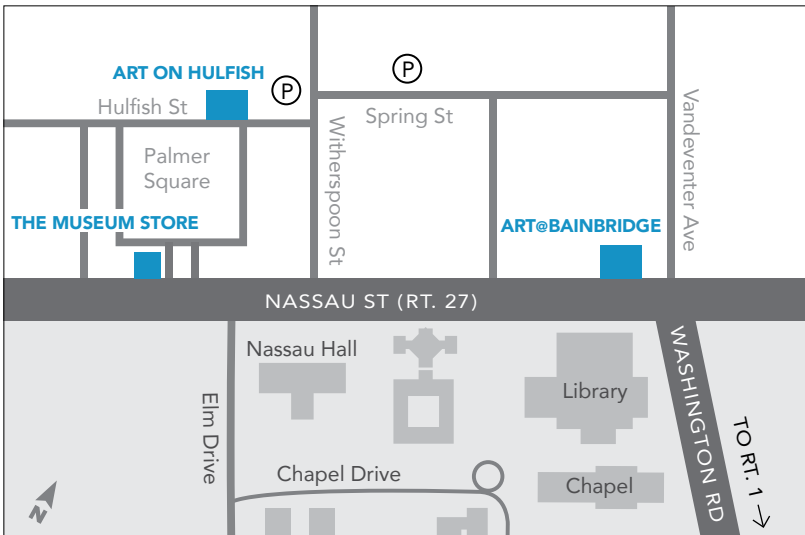 ART ON HULFISH
P
P
Hulfish St
Spring St
Witherspoon St
Vandeventer Ave
Palmer
Square
THE MUSEUM STORE
ART@BAINBRIDGE
NASSAU ST (RT. 27)
Nassau Hall
Elm Drive
Library
WASHINGTON RD
TO RT. 1
Chapel Drive
Chapel
N